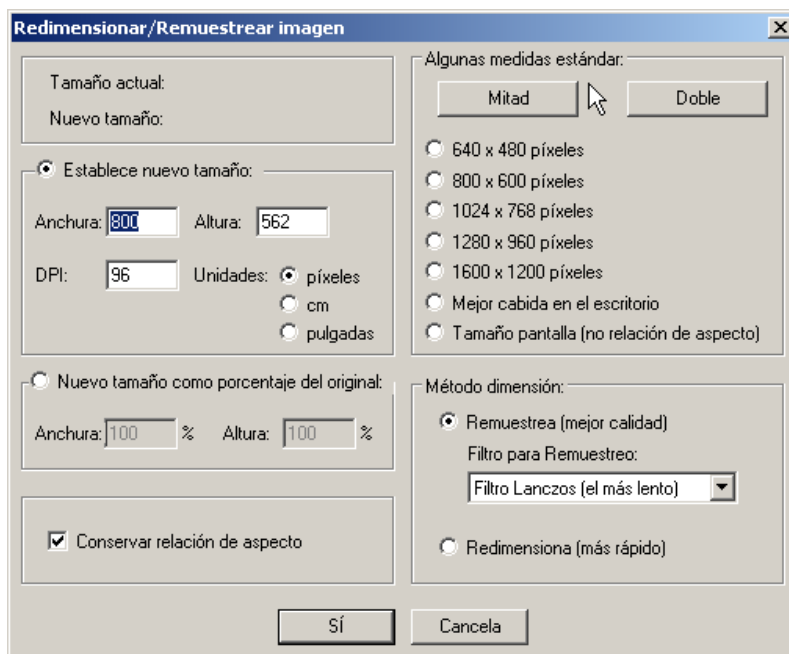 Redimensionar/Remuestrear imagen
Tamaño actual:
Nuevo tamaño:
Establece nuevo tamaño:
Anchura: 800 Altura: 562
DPI: 96 Unidades: píxeles
cm
pulgadas
Nuevo tamaño como porcentaje del original:
Anchura: 100 % Altura: 100 %
Conservar relación de aspecto
Algunas medidas estándar:
Mitad Doble
640 x 480 píxeles
800 x 600 píxeles
1024 x 768 píxeles
1280 x 960 píxeles
1600 x 1200 píxeles
Mejor cabida en el escritorio
Tamaño pantalla (no relación de aspecto)
Método dimensión:
Remuestrea (mejor calidad)
Filtro para Remuestreo:
Filtro Lanczos (el más lento)
Redimensiona (más rápido)
SÍ Cancela